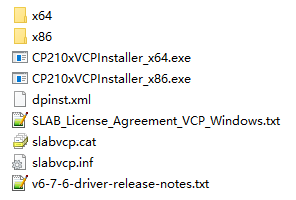 x64
x86
CP210xVCPInstaller_x64.exe
CP210xVCPInstaller_x86.exe
dpinst.xml
SLAB_License_Agreement_VCP_Windows.txt
slabvcp.cat
slabvcp.inf
v6-7-6-driver-release-notes.txt